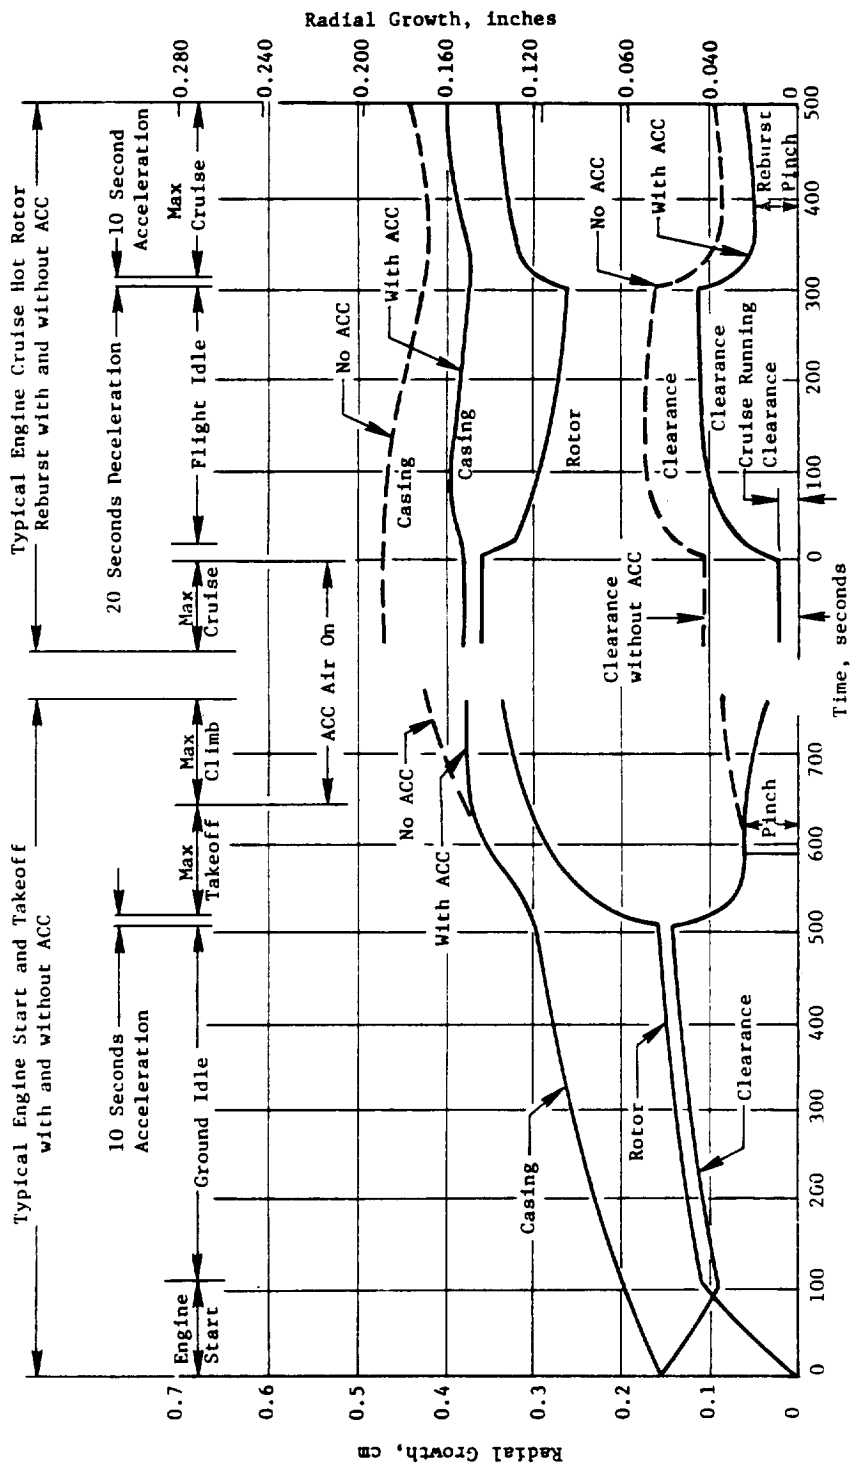 Typical Engine Start and Takeoff
with and without ACC
Typical Engine Cruise Hot Rotor
Reburst with and without ACC
10 Seconds
Acceleration
20 Seconds Deceleration
10 Second
Acceleration
Engine
Start
Ground Idle
Max
Takeoff
Max
Climb
Max
Cruise
Flight Idle
Max
Cruise
ACC Air On
Radial Growth, cm
0.7
0.6
0.5
0.4
0.3
0.2
0.1
0
Radial Growth, inches
0.280
0.240
0.200
0.160
0.120
0.080
0.060
0.040
0
Casing
Rotor
Clearance
No ACC
With ACC
Pinch
Clearance
without ACC
No ACC
Casing
With ACC
Casing
Rotor
Clearance
Clearance
Cruise Running
Clearance
No ACC
With ACC
Reburst
Pinch
0
100
200
300
400
500
600
700
0
100
200
300
400
500
Time, seconds